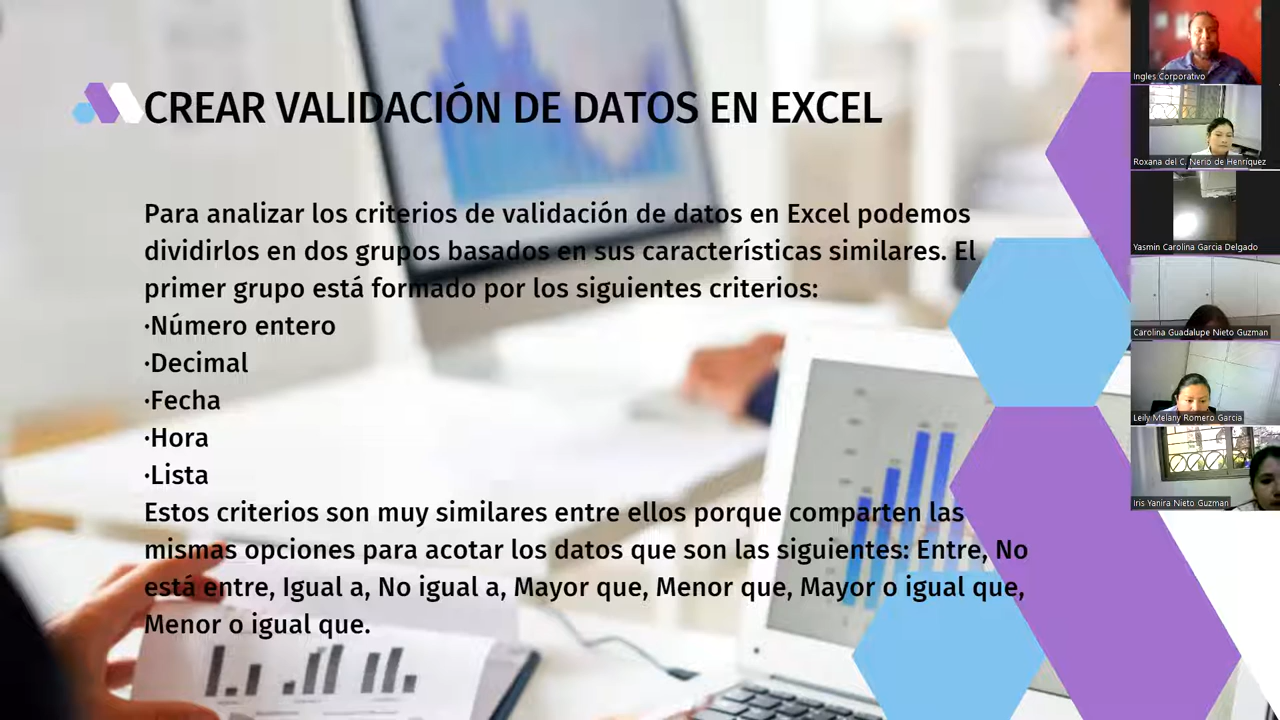 CREAR VALIDACIÓN DE DATOS EN EXCEL
Para analizar los criterios de validación de datos en Excel podemos
dividirlos en dos grupos basados en sus características similares. El
primer grupo está formado por los siguientes criterios:
·Número entero
·Decimal
·Fecha
·Hora
·Lista
Estos criterios son muy similares entre ellos porque comparten las
mismas opciones para acotar los datos que son las siguientes: Entre, No
está entre, Igual a, No igual a, Mayor que, Menor que, Mayor o igual que,
Menor o igual que.
Ingles Corporativo
Roxana del C. Nerio de Henríquez
Yasmin Carolina Garcia Delgado
Carolina Guadalupe Nieto Guzman
Leily Melany Romero Garcia
Iris Yanira Nieto Guzman